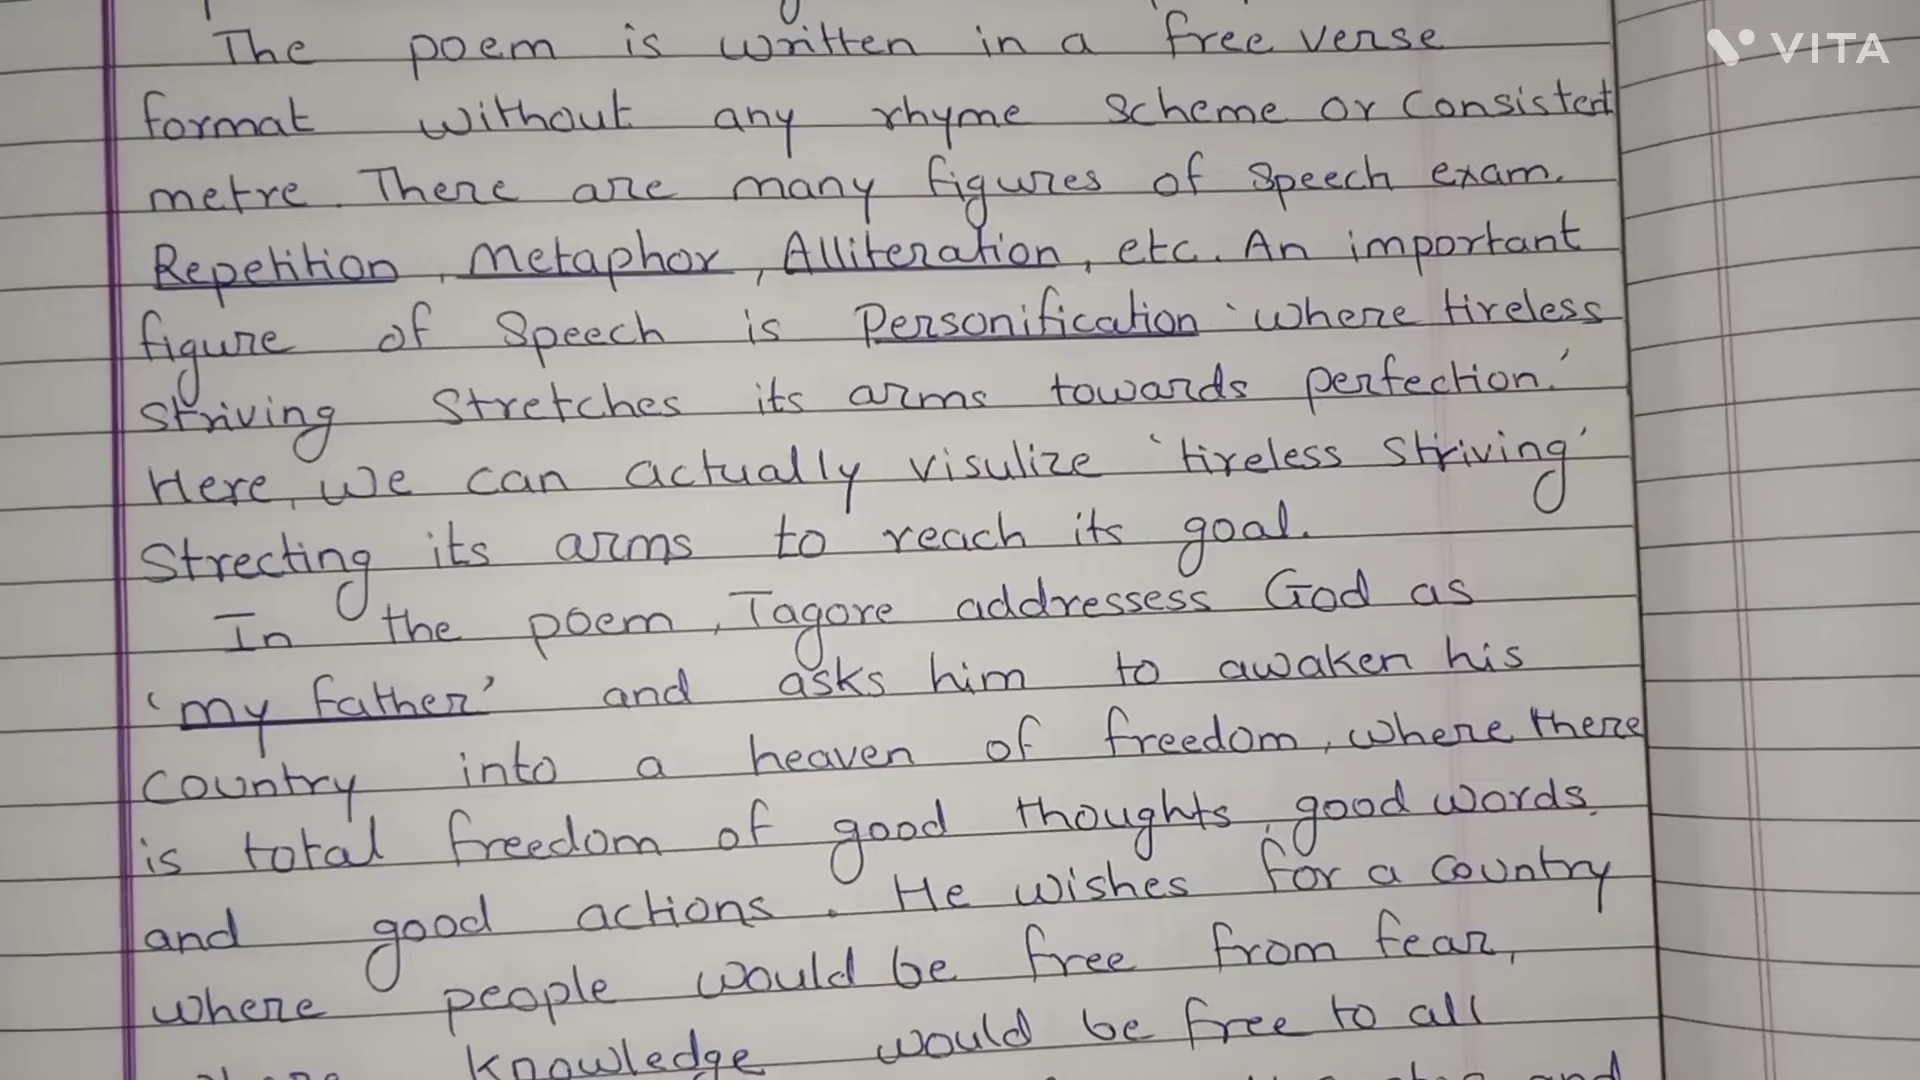 The poem is written in a free verse
VITA
format without any rhyme scheme or consistent
metre. There are many figures of speech exam.
Repetition, Metaphor, Alliteration, etc. An important
figure of speech is Personification 'where tireless
striving stretches its arms towards perfection.'
Here, we can actually visulize 'tireless striving'
Strecting its arms to reach its goal.
In the poem, Tagore addressess God as
'my father' and asks him to awaken his
country into a heaven of freedom, where there
is total freedom of good thoughts, good words,
and good actions. He wishes for a country
where people would be free from fear,
knowledge would be free to all
and